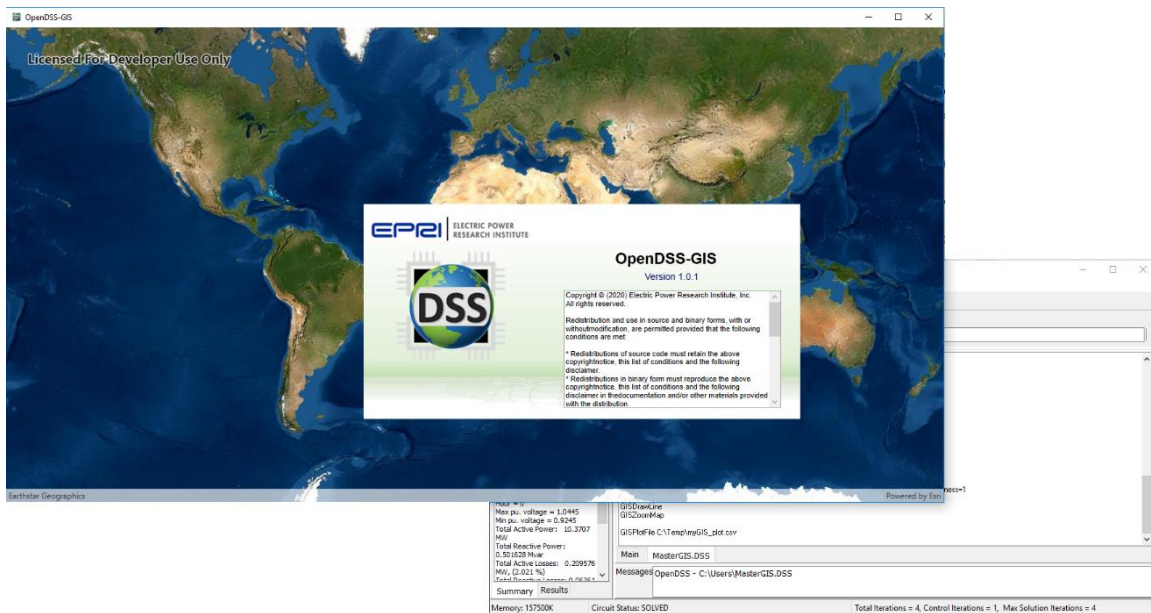 OpenDSS-GIS
Licensed For Developer Use Only
EPRI
ELECTRIC POWER
RESEARCH INSTITUTE
DSS
OpenDSS-GIS
Version 1.0.1
Copyright © (2020) Electric Power Research Institute, Inc.
All rights reserved.
Redistribution and use in source and binary forms, with or
withoutmodification, are permitted provided that the following
conditions are met:
* Redistributions of source code must retain the above
copyrightnotice, this list of conditions and the following
disclaimer.
* Redistributions in binary form must reproduce the above
copyrightnotice, this list of conditions and the following
disclaimer in thedocumentation and/or other materials provided
with the distribution.
Earthstar Geographics
Powered by Esri
Max pu. voltage = 1.0445
Min pu. voltage = 0.9245
Total Active Power: 10.3707
MW
Total Reactive Power:
0.501628 Mvar
Total Active Losses: 0.209576
MW, (2.021 %)
Summary
Results
ness=1
GISDrawLine
GISZoomMap
GISPlotFile C:\Temp\myGIS_plot.csv
Main
MasterGIS.DSS
Messages
OpenDSS - C:\Users\MasterGIS.DSS
Memory: 157500K
Circuit Status: SOLVED
Total Iterations = 4, Control Iterations = 1, Max Solution Iterations = 4